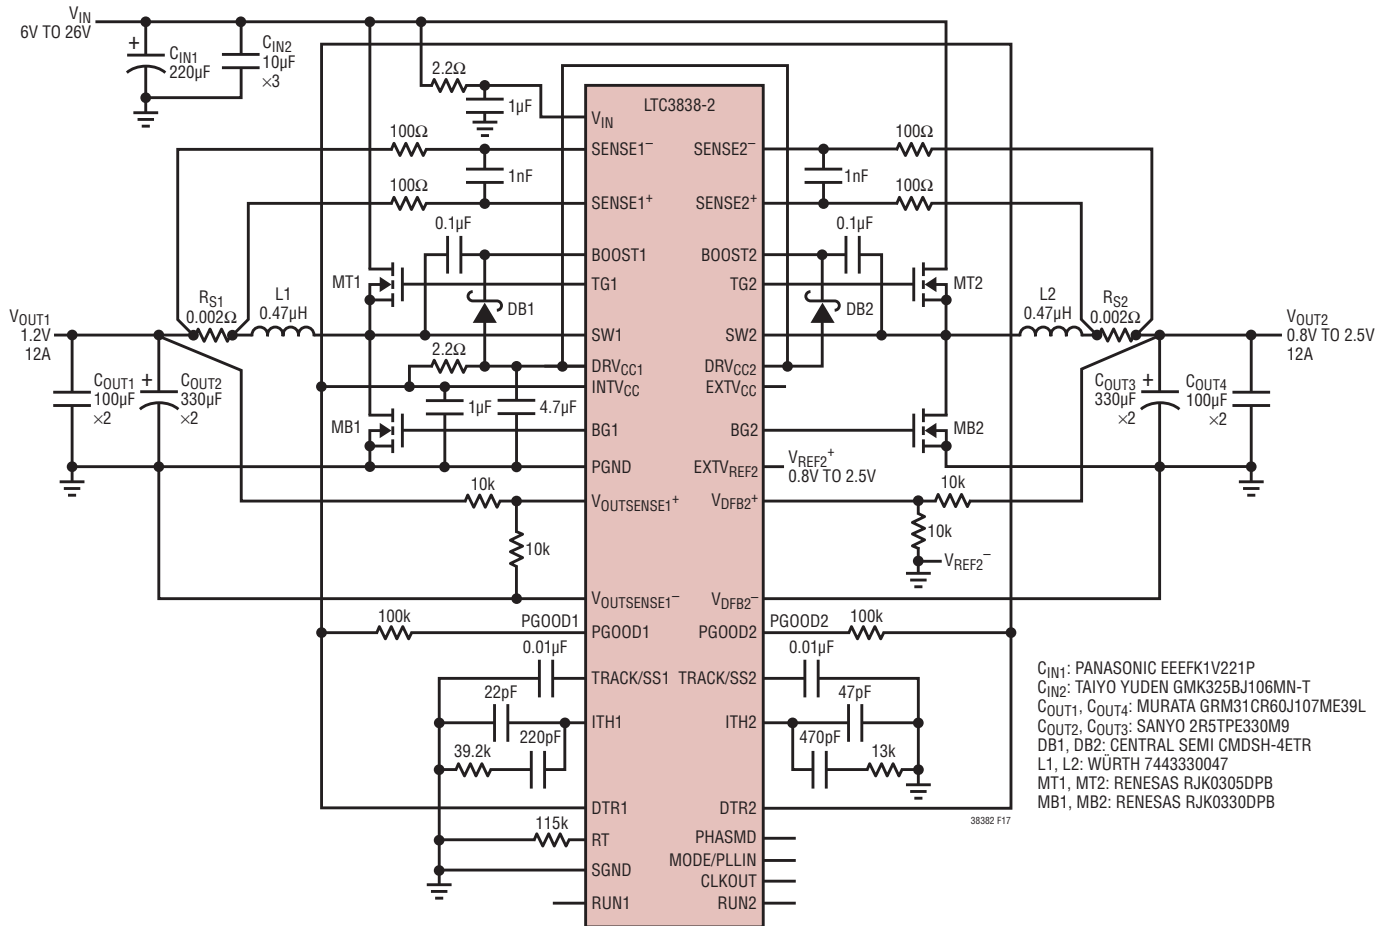 VIN
6V TO 26V
+
CIN1
220µF
CIN2
10µF
×3
2.2Ω
1µF
LTC3838-2
VIN
100Ω
SENSE1–
SENSE2–
100Ω
1nF
1nF
100Ω
SENSE1+
SENSE2+
100Ω
0.1µF
BOOST1
BOOST2
0.1µF
MT1
TG1
TG2
MT2
DB1
DB2
VOUT1
1.2V
12A
RS1
0.002Ω
L1
0.47µH
SW1
SW2
L2
0.47µH
RS2
0.002Ω
VOUT2
0.8V TO 2.5V
12A
2.2Ω
DRVCC1
DRVCC2
INTVCC
EXTVCC
COUT1
100µF
×2
+
COUT2
330µF
×2
1µF
4.7µF
COUT3
330µF
×2
+
COUT4
100µF
×2
MB1
BG1
BG2
MB2
PGND
EXTVREF2
VREF2+
0.8V TO 2.5V
10k
VOUTSENSE1+
VDFB2+
10k
10k
10k
VREF2–
VOUTSENSE1–
VDFB2–
100k
PGOOD1
PGOOD1
PGOOD2
PGOOD2
100k
0.01µF
TRACK/SS1
TRACK/SS2
0.01µF
22pF
ITH1
ITH2
47pF
220pF
39.2k
470pF
13k
DTR1
DTR2
115k
RT
PHASMD
MODE/PLLIN
SGND
CLKOUT
RUN1
RUN2
38382 F17
CIN1: PANASONIC EEEFK1V221P
CIN2: TAIYO YUDEN GMK325BJ106MN-T
COUT1, COUT4: MURATA GRM31CR60J107ME39L
COUT2, COUT3: SANYO 2R5TPE330M9
DB1, DB2: CENTRAL SEMI CMDSH-4ETR
L1, L2: WÜRTH 7443330047
MT1, MT2: RENESAS RJK0305DPB
MB1, MB2: RENESAS RJK0330DPB